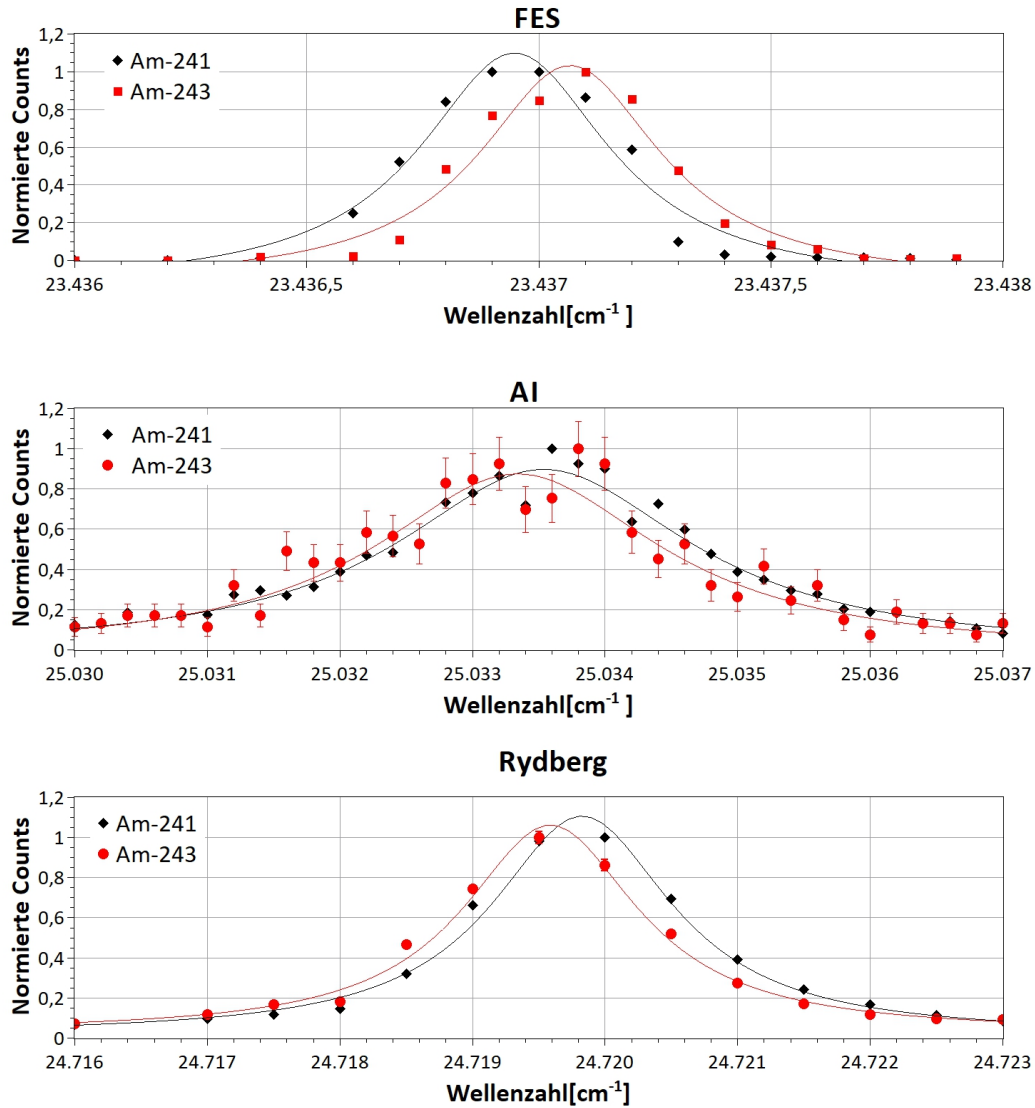 FES
1,2
1
0,8
0,6
0,4
0,2
0
Normierte Counts
Am-241
Am-243
23.436 23.436,5 23.437 23.437,5 23.438
Wellenzahl[cm⁻¹ ]
AI
1,2
1
0,8
0,6
0,4
0,2
0
Normierte Counts
Am-241
Am-243
25.030 25.031 25.032 25.033 25.034 25.035 25.036 25.037
Wellenzahl[cm⁻¹ ]
Rydberg
1,2
1
0,8
0,6
0,4
0,2
0
Normierte Counts
Am-241
Am-243
24.716 24.717 24.718 24.719 24.720 24.721 24.722 24.723
Wellenzahl[cm⁻¹ ]